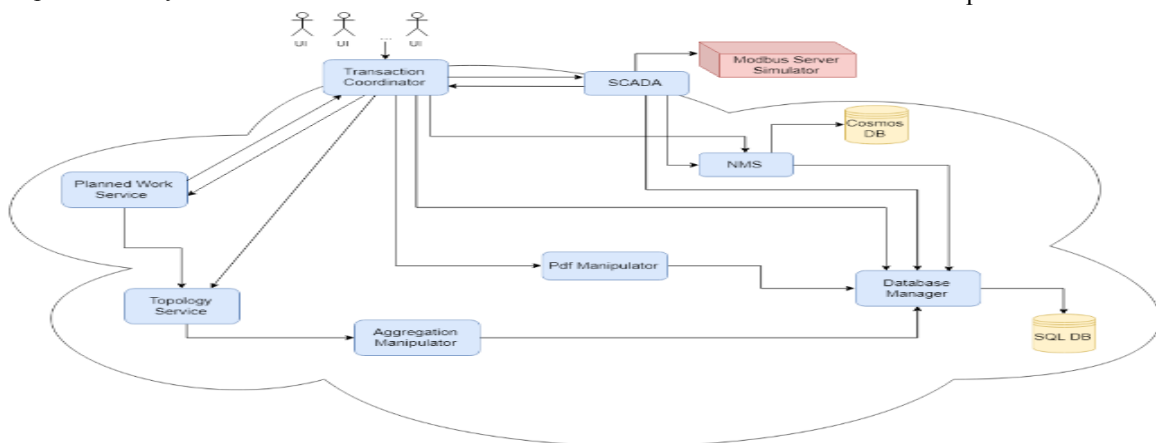 UI
UI
...
UI
Transaction
Coordinator
SCADA
Modbus Server
Simulator
Cosmos
DB
NMS
Planned Work
Service
Pdf Manipulator
Database
Manager
Topology
Service
Aggregation
Manipulator
SQL DB